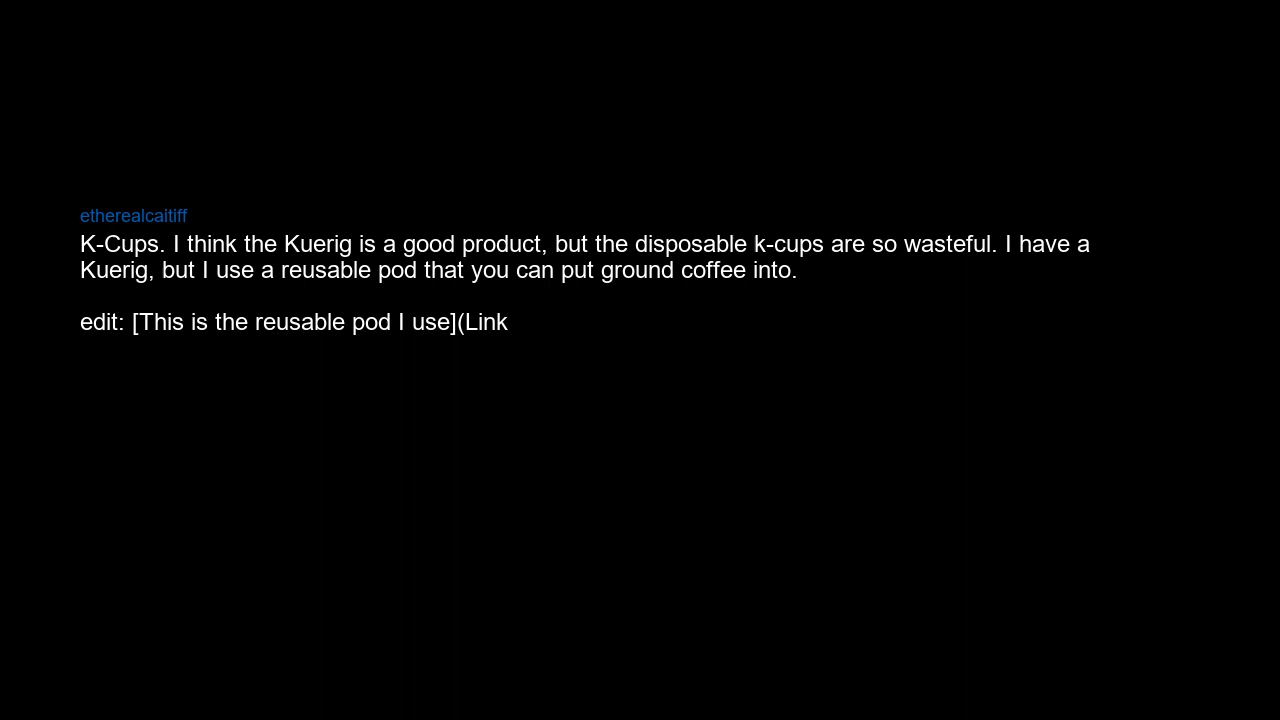 etherealcaitiff
K-Cups. I think the Kuerig is a good product, but the disposable k-cups are so wasteful. I have a
Kuerig, but I use a reusable pod that you can put ground coffee into.
edit: [This is the reusable pod I use](Link